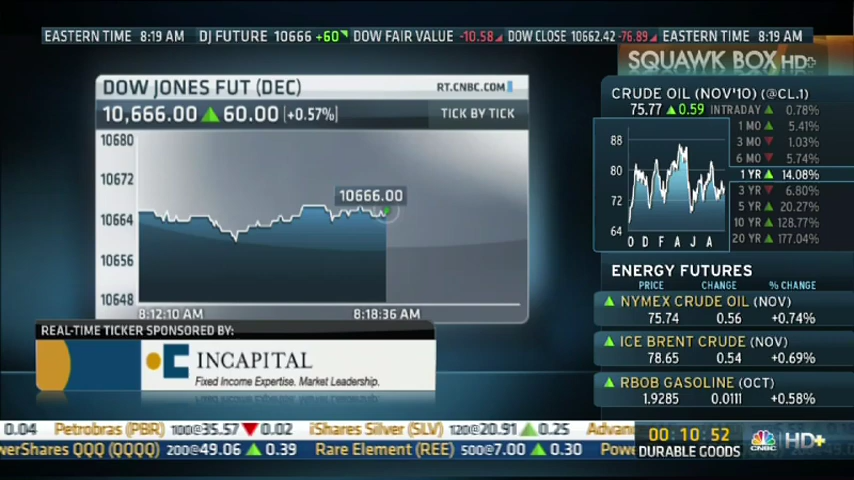 EASTERN TIME 8:19 AM DJ FUTURE 10666 +60 DOW FAIR VALUE -10.58 DOW CLOSE 10662.42 -76.89 EASTERN TIME 8:19 AM
SQUAWK BOX HD+
DOW JONES FUT (DEC) RT.CNBC.COM
10,666.00 60.00 [+0.57%] TICK BY TICK
10680
10672
10664
10656
10648
10666.00
8:12:10 AM 8:18:36 AM
CRUDE OIL (NOV'10) (@CL.1)
75.77 0.59 INTRADAY 0.78%
1 MO 5.41%
3 MO 1.03%
6 MO 5.74%
1 YR 14.08%
3 YR 6.80%
5 YR 20.27%
10 YR 128.77%
20 YR 177.04%
88
80
72
64
O D F A J A
ENERGY FUTURES
PRICE CHANGE % CHANGE
NYMEX CRUDE OIL (NOV)
75.74 0.56 +0.74%
ICE BRENT CRUDE (NOV)
78.65 0.54 +0.69%
RBOB GASOLINE (OCT)
1.9285 0.0111 +0.58%
REAL-TIME TICKER SPONSORED BY:
INCAPITAL
Fixed Income Expertise. Market Leadership.
0.04 Petrobras (PBR) 100@35.57 0.02 iShares Silver (SLV) 120@20.91 0.25
erShares QQQ (QQQQ) 200@49.06 0.39 Rare Element (REE) 500@7.00 0.30
00:10:52
DURABLE GOODS
CNBC HD+